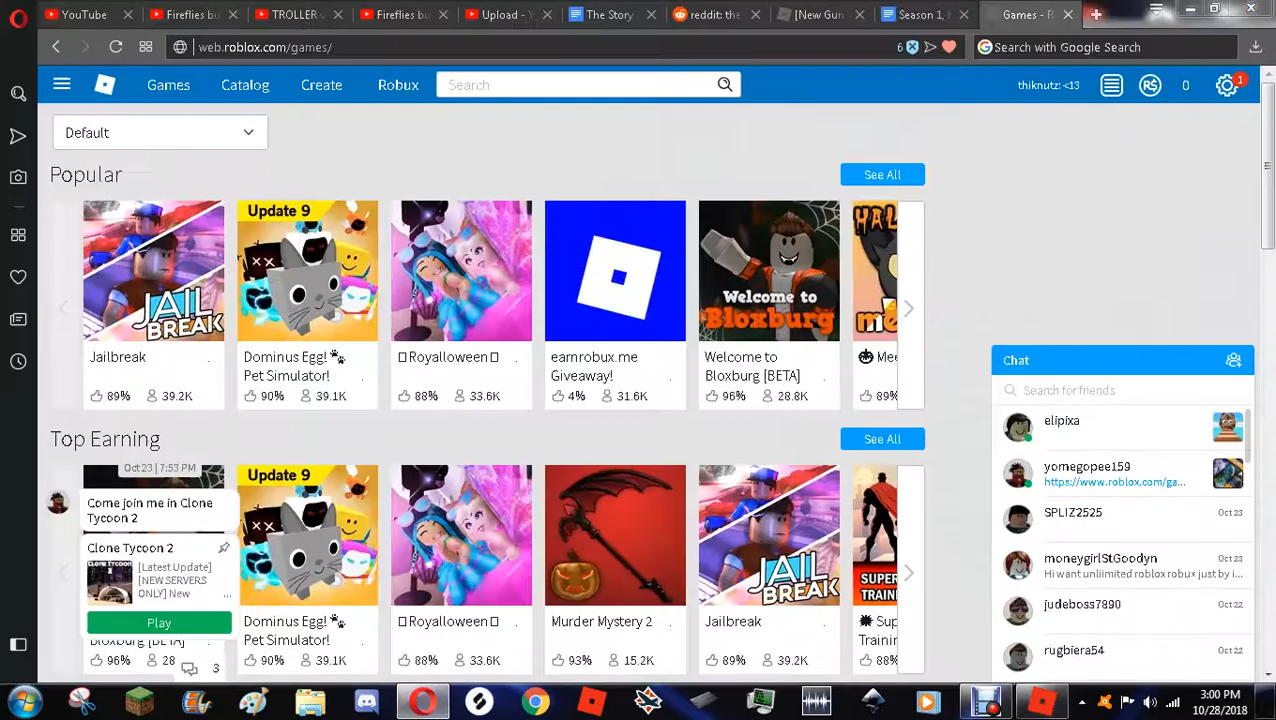 YouTube
Fireflies bu
TROLLER-v
Fireflies bu
Upload - Y
The Story
reddit: the
[New Gun
Season 1,
Games - R
web.roblox.com/games/
6
Search with Google Search
Games
Catalog
Create
Robux
Search
thiknutz: <13
0
1
Default
Popular
See All
Update 9
JAIL
BREAK
Welcome to
Bloxburg
Jailbreak
Dominus Egg!
Pet Simulator!
Royalloween
earnrobux.me
Giveaway!
Welcome to
Bloxburg [BETA]
Mee
89% 39.2K
90% 39.1K
88% 33.6K
4% 31.6K
96% 28.8K
89%
Top Earning
See All
Oct 23 | 7:53 PM
Come join me in Clone
Tycoon 2
Clone Tycoon 2
[Latest Update]
[NEW SERVERS
ONLY] New
...
Play
Bloxburg [BETA]
96% 28
3
Update 9
JAIL
BREAK
SUPER
TRAININ
Dominus Egg!
Pet Simulator!
Royalloween
Murder Mystery 2
Jailbreak
Sup
Trainin
90% 39.1K
88% 33.6K
93% 15.2K
89% 39.2K
88%
Chat
Search for friends
elipixa
yomegopee159
https://www.roblox.com/ga...
SPLIZ2525
Oct 23
moneygirlStGoodyn
Oct 23
Hi want unliimited roblox robux just by i...
judeboss7890
Oct 22
rugbiera54
Oct 22
3:00 PM
10/28/2018